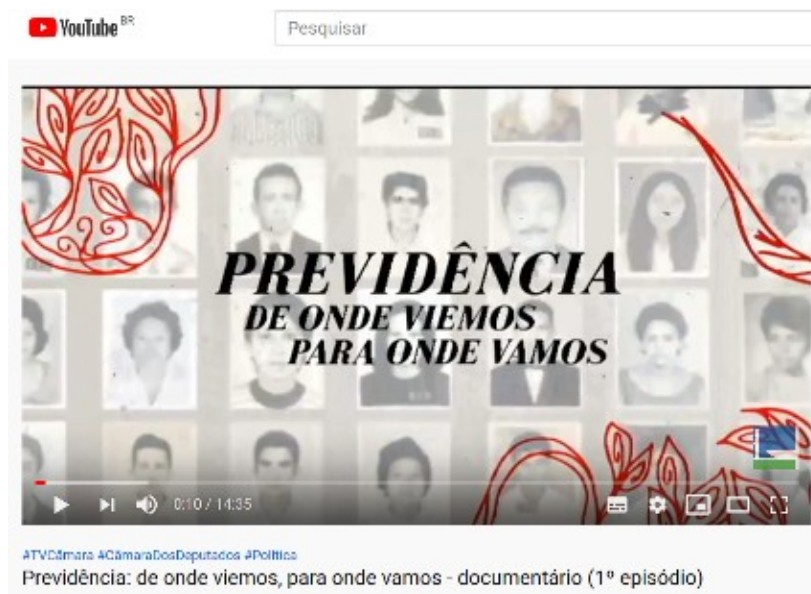 YouTube BR
Pesquisar
PREVIDÊNCIA
DE ONDE VIEMOS
PARA ONDE VAMOS
0:10 / 14:35
#TVCâmara #CâmaraDosDeputados #Política
Previdência: de onde viemos, para onde vamos - documentário (1º episódio)